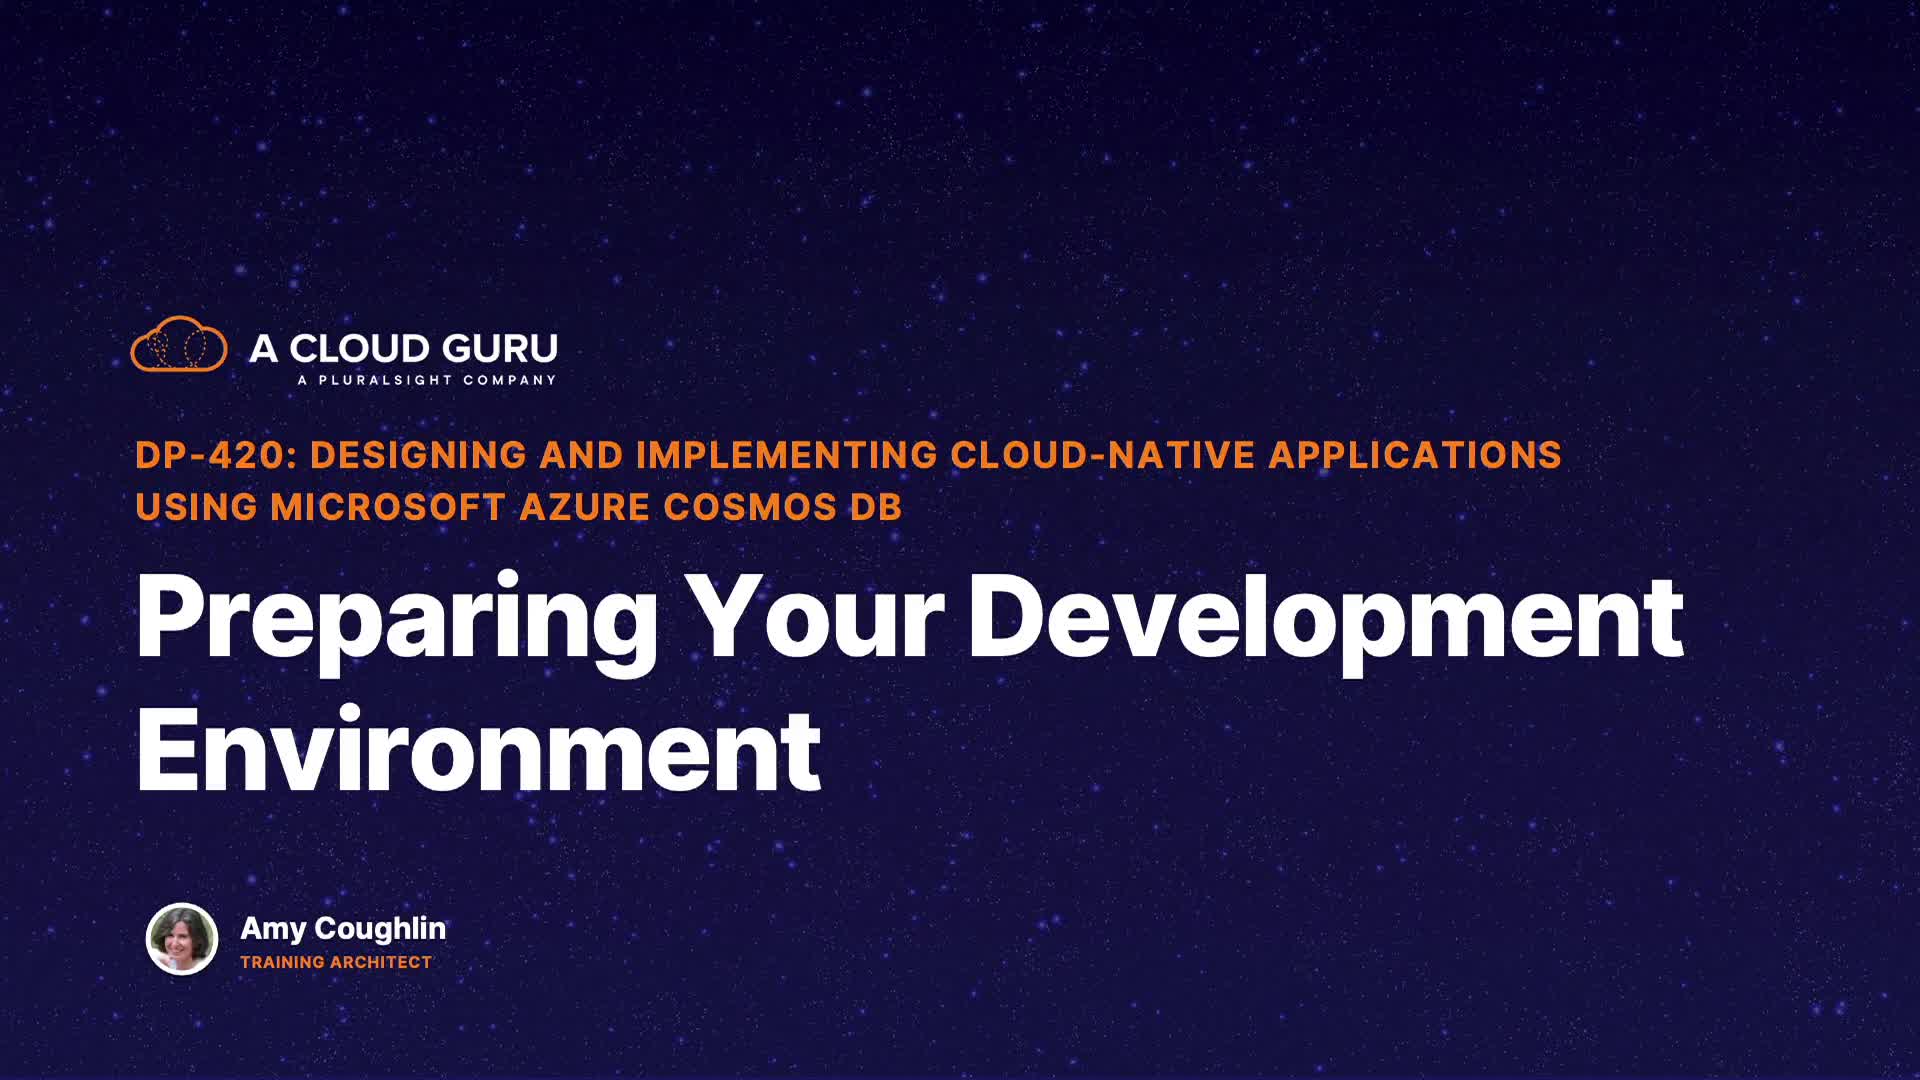 A CLOUD GURU
A PLURALSIGHT COMPANY
DP-420: DESIGNING AND IMPLEMENTING CLOUD-NATIVE APPLICATIONS
USING MICROSOFT AZURE COSMOS DB
Preparing Your Development
Environment
Amy Coughlin
TRAINING ARCHITECT